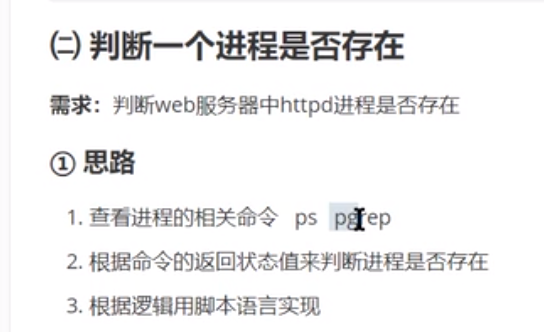 ㈡ 判断一个进程是否存在
需求：判断web服务器中httpd进程是否存在
① 思路
1. 查看进程的相关命令 ps pgrep
2. 根据命令的返回状态值来判断进程是否存在
3. 根据逻辑用脚本语言实现